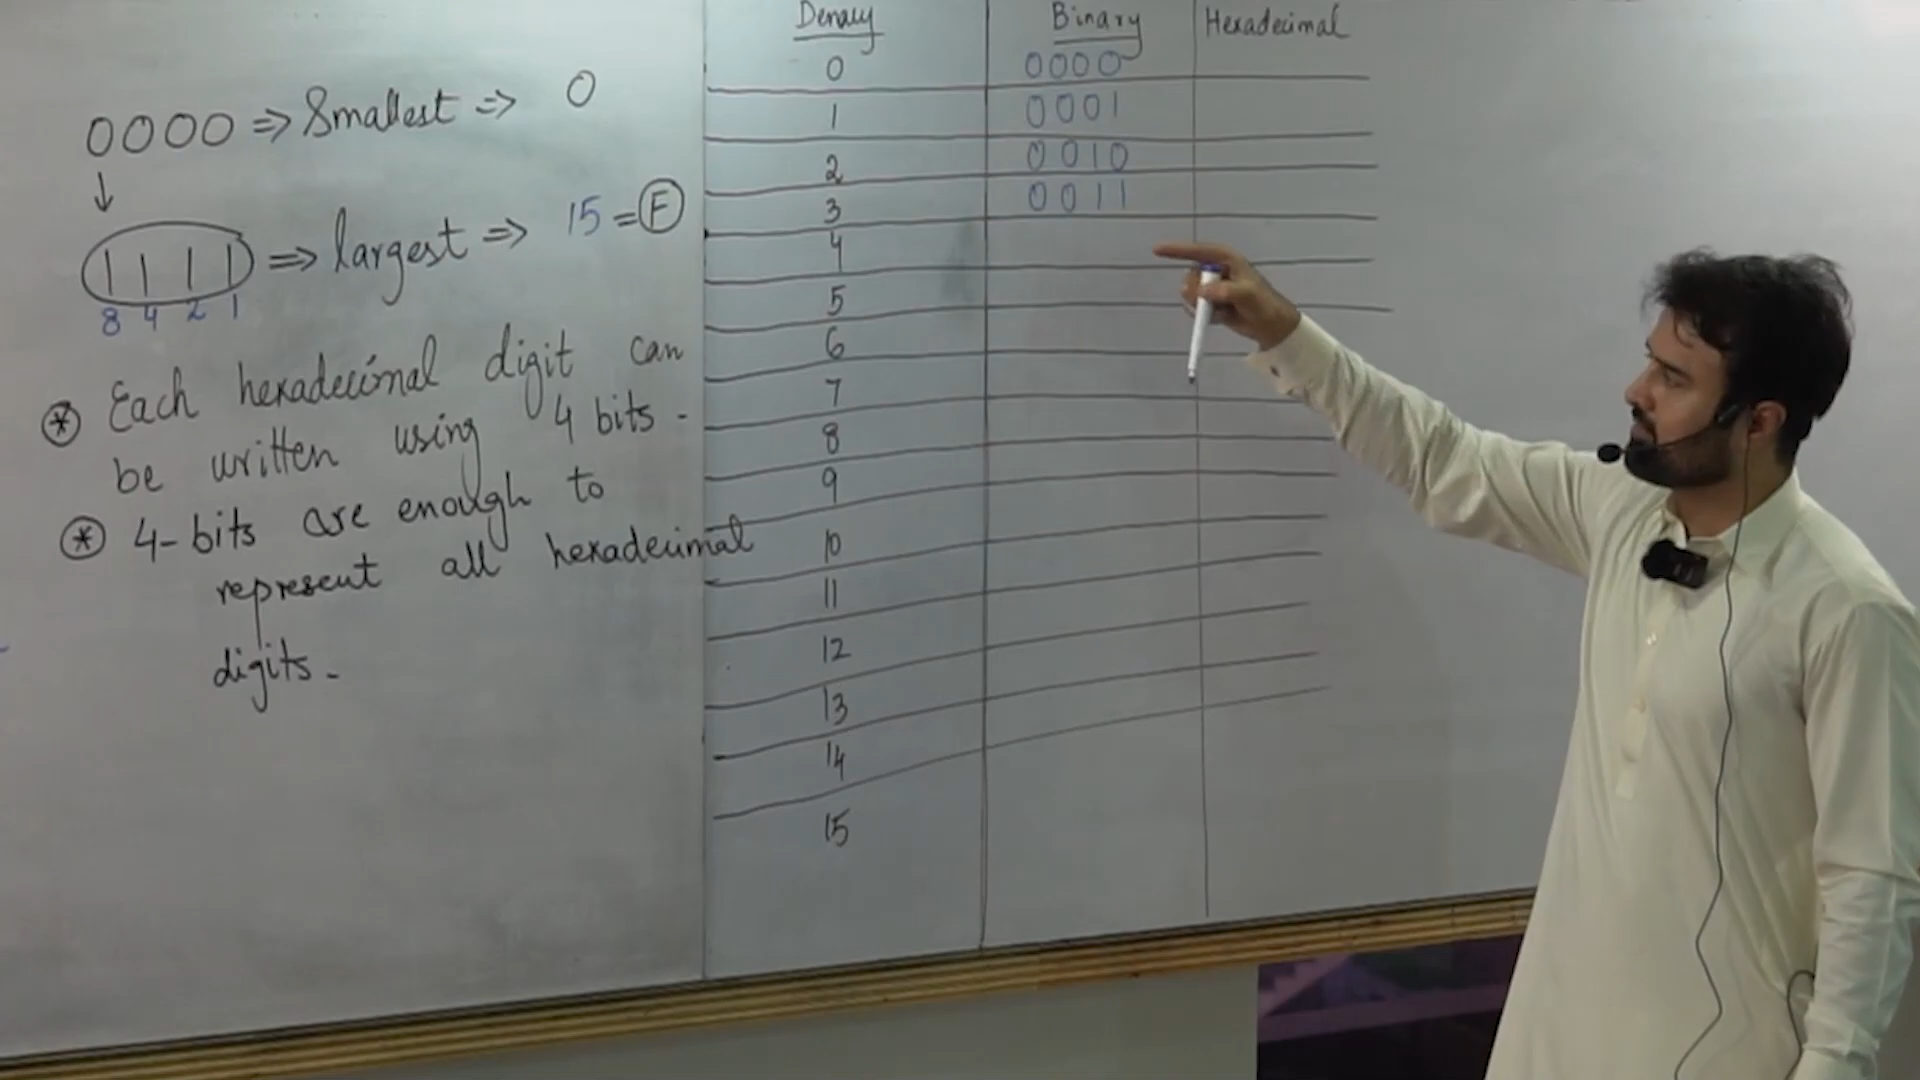 0000 => Smallest => 0
↓
1111 => largest => 15 = F
8 4 2 1
* Each hexadecimal digit can
be written using 4 bits -
* 4-bits are enough to
represent all hexadecimal
digits -
Denary Binary Hexadecimal
0 0000
1 0001
2 0010
3 0011
4
5
6
7
8
9
10
11
12
13
14
15